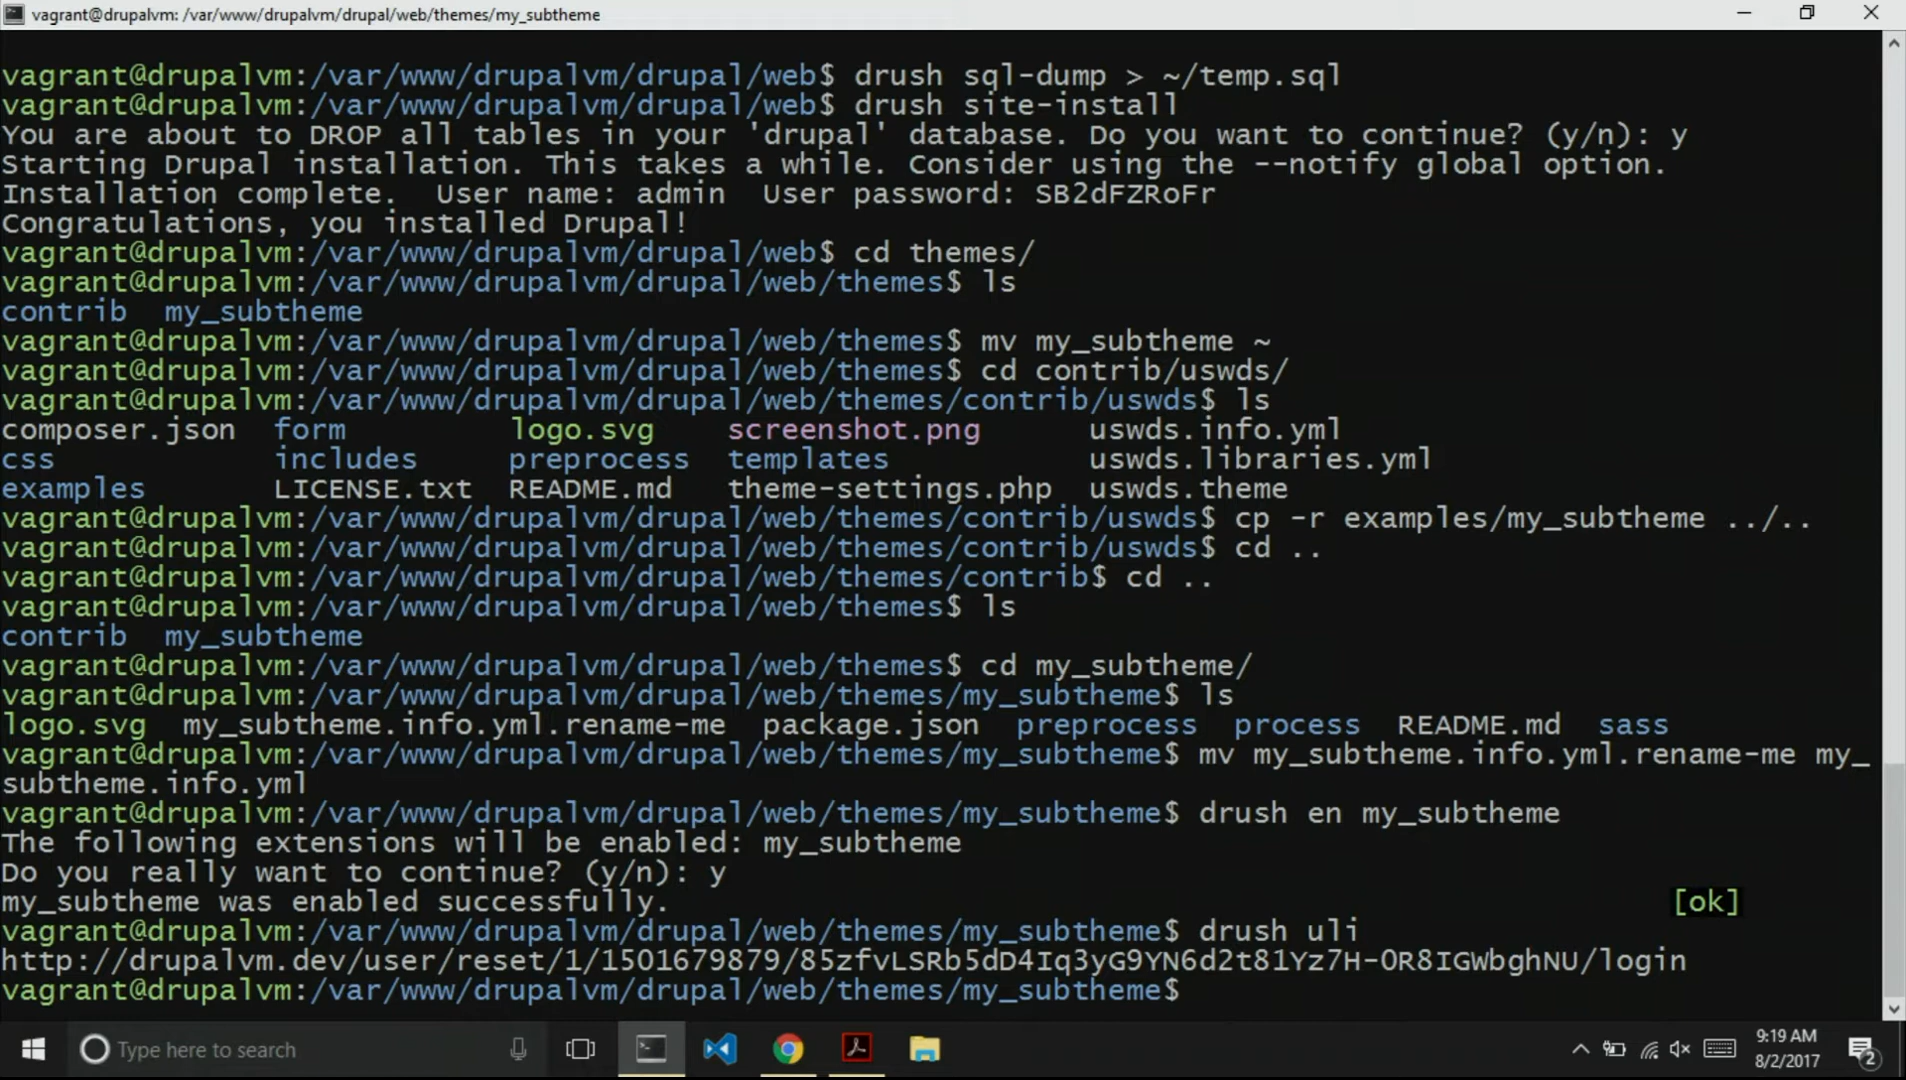 vagrant@drupalvm: /var/www/drupalvm/drupal/web/themes/my_subtheme
vagrant@drupalvm:/var/www/drupalvm/drupal/web$ drush sql-dump > ~/temp.sql
vagrant@drupalvm:/var/www/drupalvm/drupal/web$ drush site-install
You are about to DROP all tables in your 'drupal' database. Do you want to continue? (y/n): y
Starting Drupal installation. This takes a while. Consider using the --notify global option.
Installation complete.  User name: admin  User password: SB2dFZRoFr
Congratulations, you installed Drupal!
vagrant@drupalvm:/var/www/drupalvm/drupal/web$ cd themes/
vagrant@drupalvm:/var/www/drupalvm/drupal/web/themes$ ls
contrib  my_subtheme
vagrant@drupalvm:/var/www/drupalvm/drupal/web/themes$ mv my_subtheme ~
vagrant@drupalvm:/var/www/drupalvm/drupal/web/themes$ cd contrib/uswds/
vagrant@drupalvm:/var/www/drupalvm/drupal/web/themes/contrib/uswds$ ls
composer.json  form         logo.svg    screenshot.png      uswds.info.yml
css            includes     preprocess  templates           uswds.libraries.yml
examples       LICENSE.txt  README.md   theme-settings.php  uswds.theme
vagrant@drupalvm:/var/www/drupalvm/drupal/web/themes/contrib/uswds$ cp -r examples/my_subtheme ../..
vagrant@drupalvm:/var/www/drupalvm/drupal/web/themes/contrib/uswds$ cd ..
vagrant@drupalvm:/var/www/drupalvm/drupal/web/themes/contrib$ cd ..
vagrant@drupalvm:/var/www/drupalvm/drupal/web/themes$ ls
contrib  my_subtheme
vagrant@drupalvm:/var/www/drupalvm/drupal/web/themes$ cd my_subtheme/
vagrant@drupalvm:/var/www/drupalvm/drupal/web/themes/my_subtheme$ ls
logo.svg  my_subtheme.info.yml.rename-me  package.json  preprocess  process  README.md  sass
vagrant@drupalvm:/var/www/drupalvm/drupal/web/themes/my_subtheme$ mv my_subtheme.info.yml.rename-me my_
subtheme.info.yml
vagrant@drupalvm:/var/www/drupalvm/drupal/web/themes/my_subtheme$ drush en my_subtheme
The following extensions will be enabled: my_subtheme
Do you really want to continue? (y/n): y
my_subtheme was enabled successfully. [ok]
vagrant@drupalvm:/var/www/drupalvm/drupal/web/themes/my_subtheme$ drush uli
http://drupalvm.dev/user/reset/1/1501679879/85zfvLSRb5dD4Iq3yG9YN6d2t81Yz7H-OR8IGWbghNU/login
vagrant@drupalvm:/var/www/drupalvm/drupal/web/themes/my_subtheme$
Type here to search
9:19 AM
8/2/2017
2